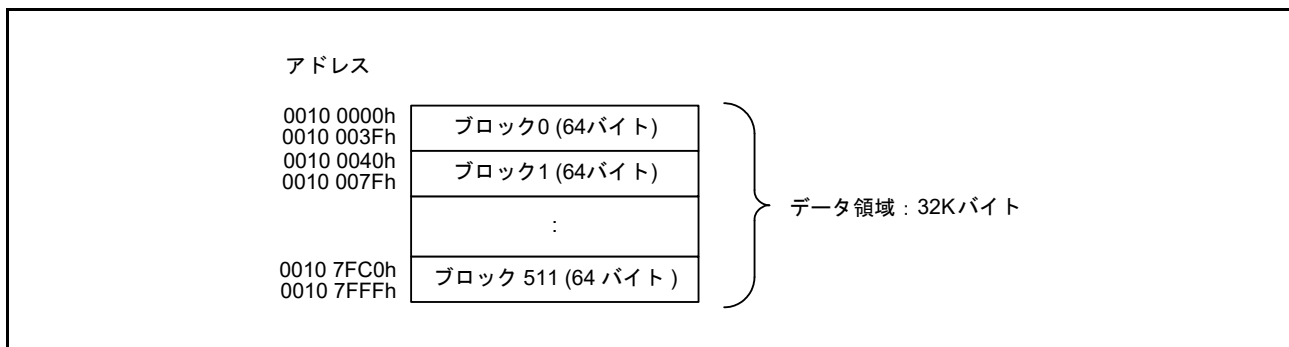 アドレス
0010 0000h
0010 003Fh
ブロック0 (64バイト)
0010 0040h
0010 007Fh
ブロック1 (64バイト)
:
データ領域：32Kバイト
0010 7FC0h
0010 7FFFh
ブロック 511 (64 バイト )